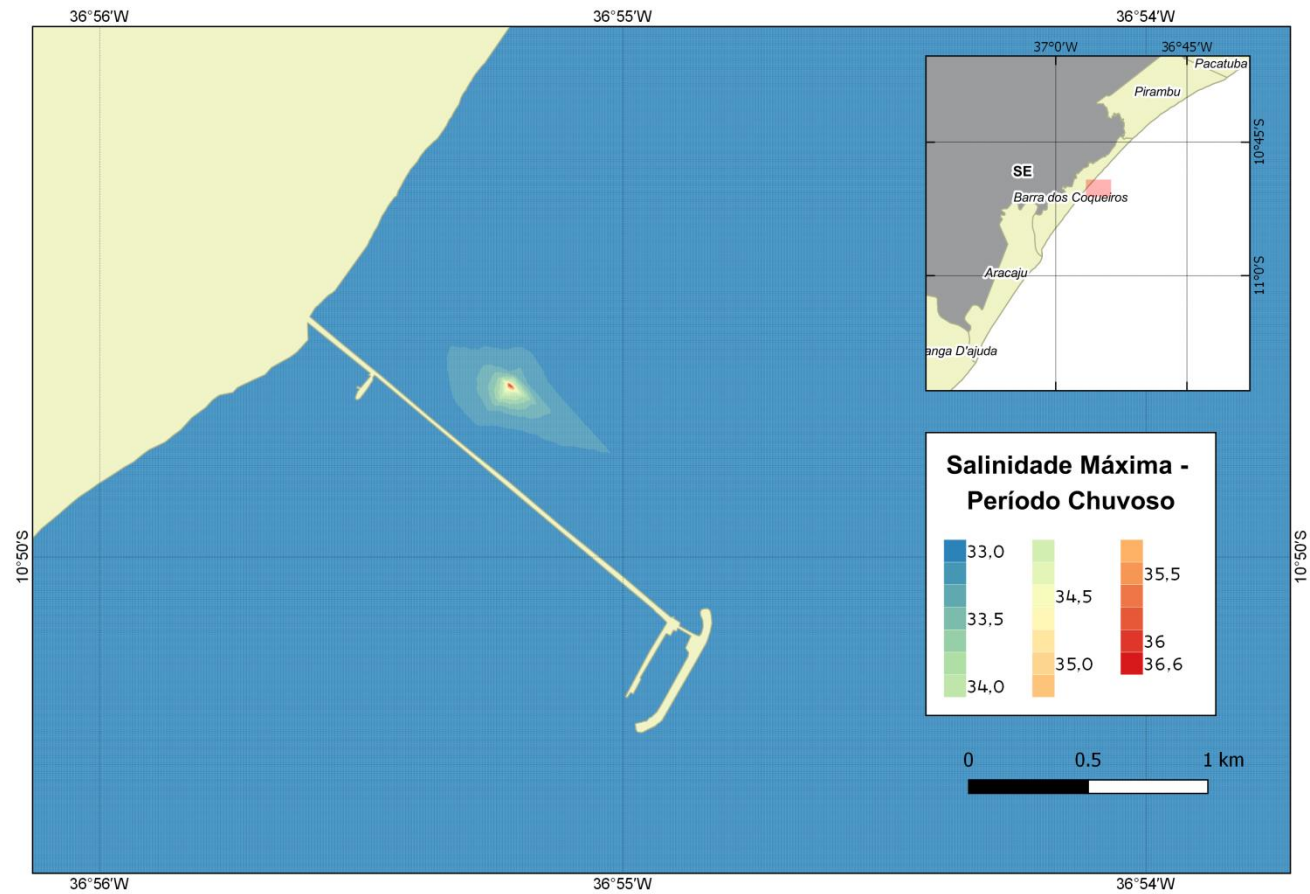 36°56'W 36°55'W 36°54'W
37°0'W 36°45'W
Pacatuba
Pirambu
10°45'S
SE
Barra dos Coqueiros
11°0'S
Aracaju
anga D'ajuda
Salinidade Máxima -
Período Chuvoso
33,0
33,5
34,0
34,5
35,0
35,5
36
36,6
10°50'S 10°50'S
0 0.5 1 km
36°56'W 36°55'W 36°54'W